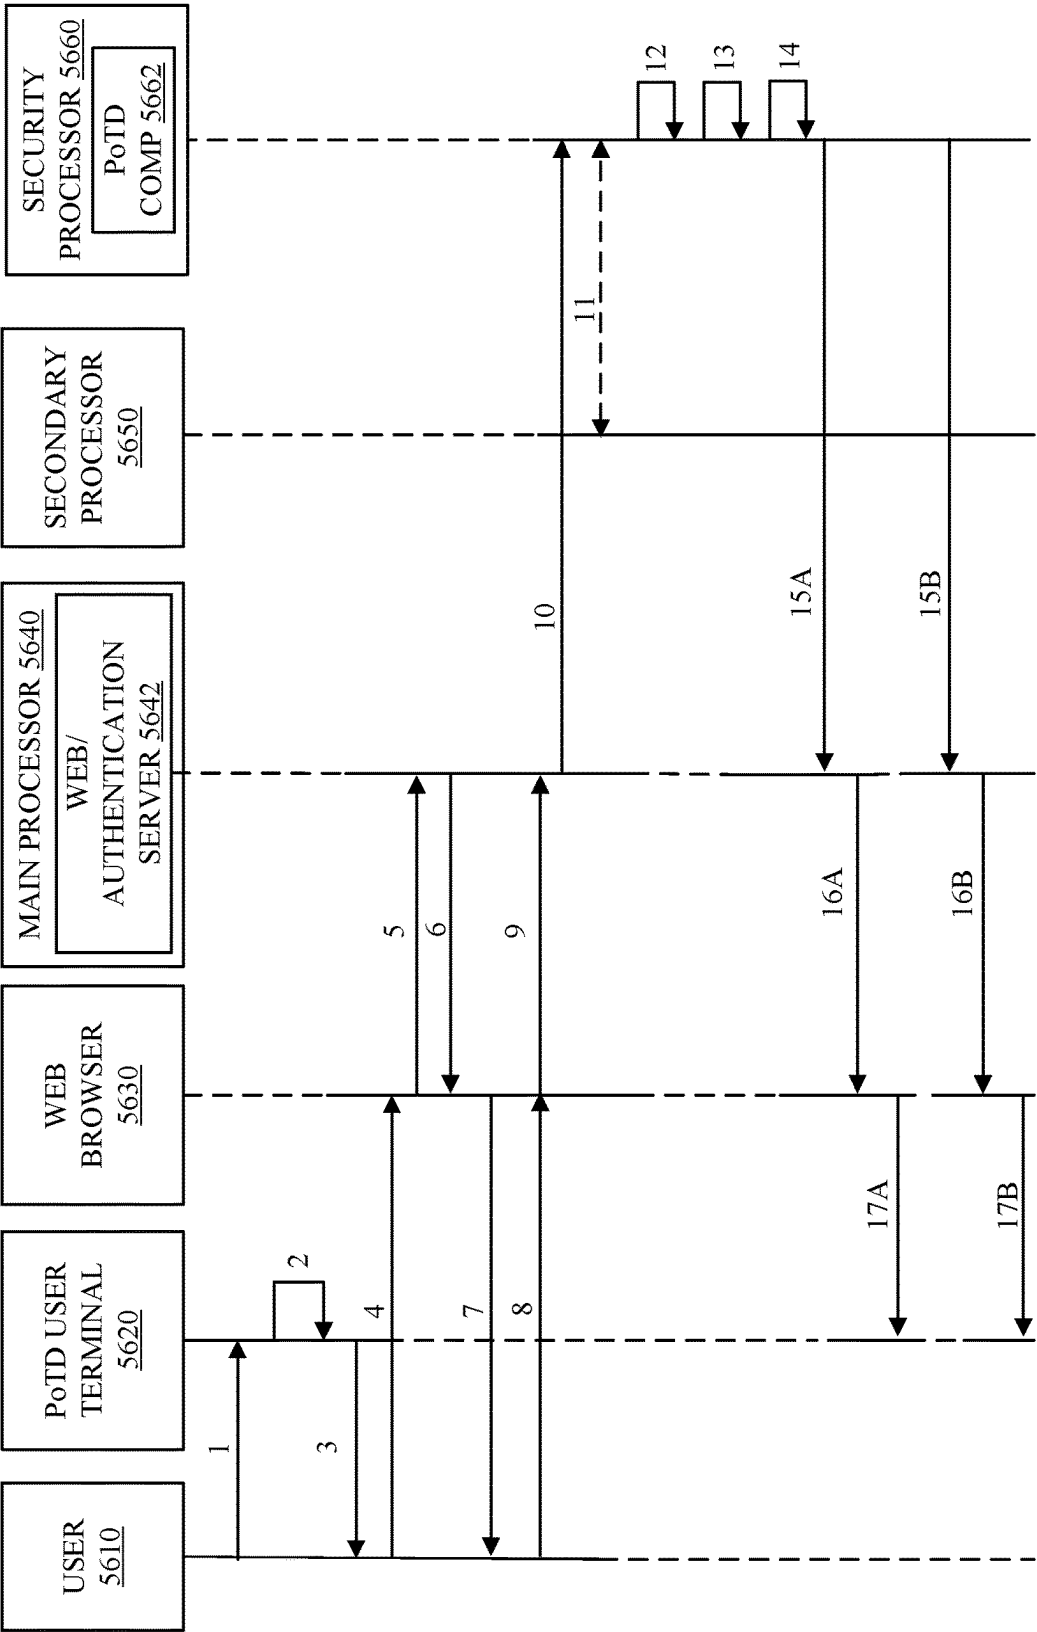 USER
5610
PoTD USER
TERMINAL
5620
WEB
BROWSER
5630
MAIN PROCESSOR 5640
WEB/
AUTHENTICATION
SERVER 5642
SECONDARY
PROCESSOR
5650
SECURITY
PROCESSOR 5660
PoTD
COMP 5662
1
2
3
4
5
6
7
8
9
10
11
12
13
14
15A
16A
17A
15B
16B
17B